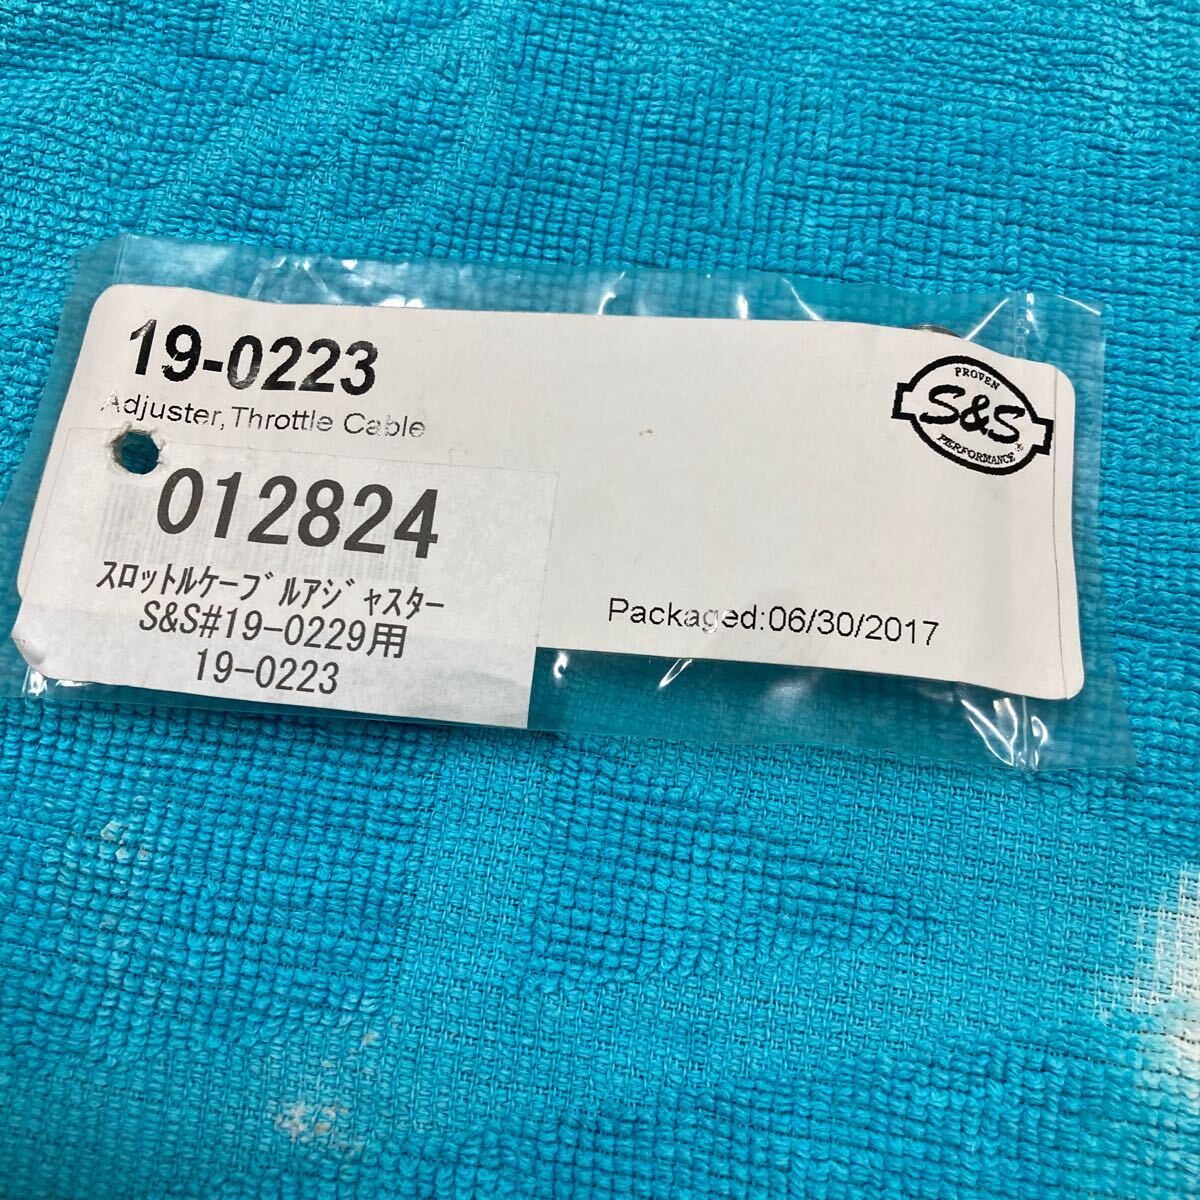 19-0223
Adjuster,Throttle Cable
PROVEN
S&S®
PERFORMANCE
012824
ｽﾛｯﾄﾙｹｰﾌﾞﾙｱｼﾞｬｽﾀｰ
S&S#19-0229用
19-0223
Packaged:06/30/2017